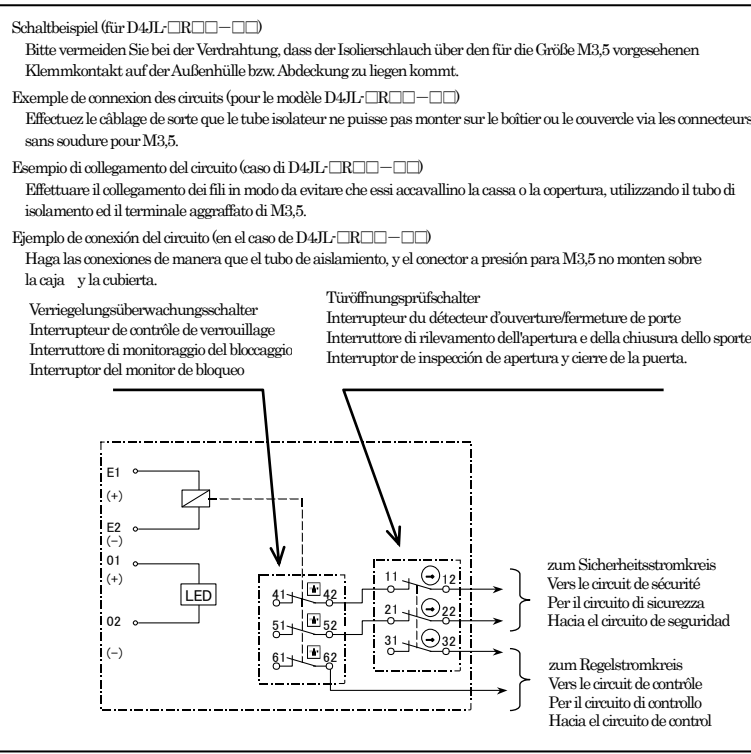 Schaltbeispiel (für D4JL-□R□□－□□)
Bitte vermeiden Sie bei der Verdrahtung, dass der Isolierschlauch über den für die Größe M3,5 vorgesehenen
Klemmkontakt auf der Außenhülle bzw. Abdeckung zu liegen kommt.
Exemple de connexion des circuits (pour le modèle D4JL-□R□□－□□)
Effectuez le câblage de sorte que le tube isolateur ne puisse pas monter sur le boîtier ou le couvercle via les connecteurs
sans soudure pour M3,5.
Esempio di collegamento del circuito (caso di D4JL-□R□□－□□)
Effettuare il collegamento dei fili in modo da evitare che essi accavallino la cassa o la copertura, utilizzando il tubo di
isolamento ed il terminale aggraffato di M3,5.
Ejemplo de conexión del circuito (en el caso de D4JL-□R□□－□□)
Haga las conexiones de manera que el tubo de aislamiento, y el conector a presión para M3,5 no monten sobre
la caja y la cubierta.
Verriegelungsüberwachungsschalter
Interrupteur de contrôle de verrouillage
Interruttore di monitoraggio del bloccaggio
Interruptor del monitor de bloqueo
Türöffnungsprüfschalter
Interrupteur du détecteur d'ouverture/fermeture de porte
Interruttore di rilevamento dell'apertura e della chiusura dello sporte
Interruptor de inspección de apertura y cierre de la puerta.
E1
(+)
E2
(−)
01
(+)
LED
02
(−)
41 42
51 52
61 62
11 12
21 22
31 32
zum Sicherheitsstromkreis
Vers le circuit de sécurité
Per il circuito di sicurezza
Hacia el circuito de seguridad
zum Regelstromkreis
Vers le circuit de contrôle
Per il circuito di controllo
Hacia el circuito de control